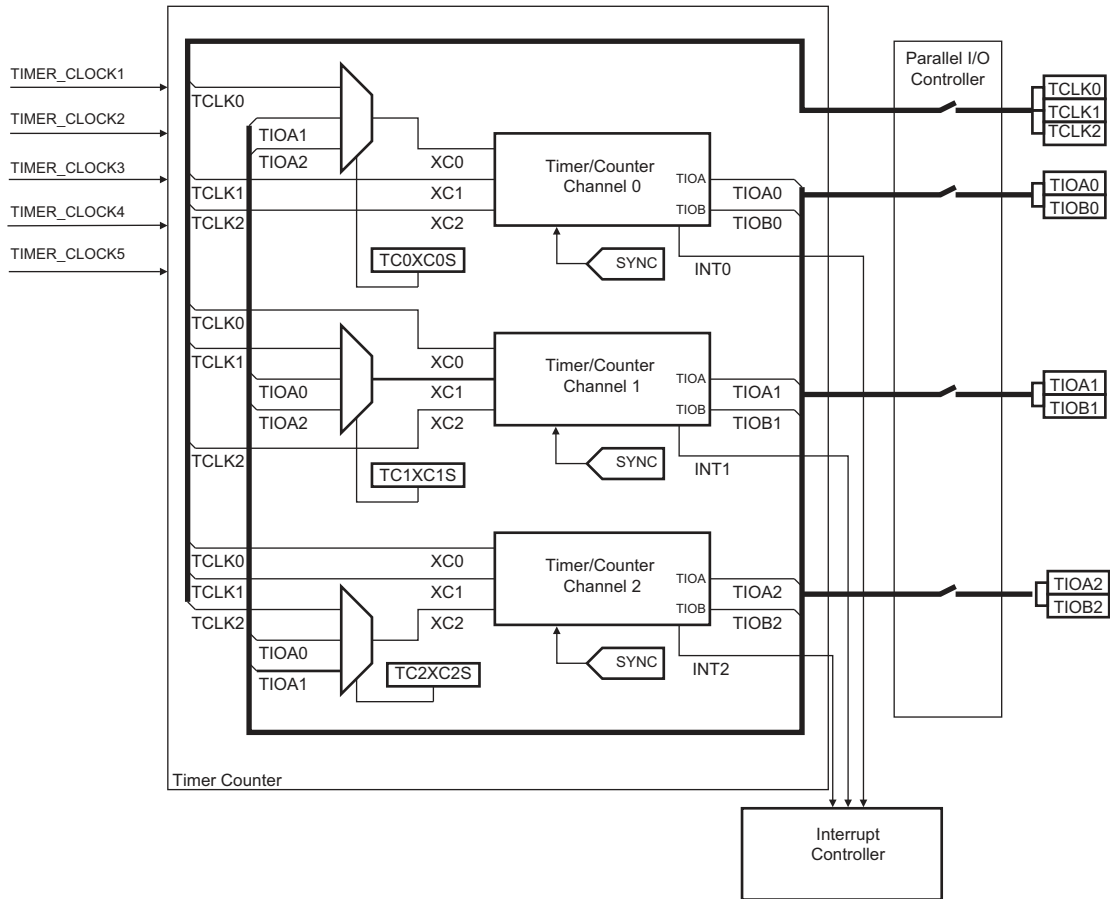 TIMER_CLOCK1
TIMER_CLOCK2
TIMER_CLOCK3
TIMER_CLOCK4
TIMER_CLOCK5
TCLK0
TIOA1
TIOA2
TCLK1
TCLK2
XC0
XC1
XC2
TC0XC0S
Timer/Counter
Channel 0
TIOA
TIOB
TIOA0
TIOB0
SYNC
INT0
TCLK0
TCLK1
TIOA0
TIOA2
TCLK2
XC0
XC1
XC2
TC1XC1S
Timer/Counter
Channel 1
TIOA
TIOB
TIOA1
TIOB1
SYNC
INT1
TCLK0
TCLK1
TCLK2
TIOA0
TIOA1
XC0
XC1
XC2
TC2XC2S
Timer/Counter
Channel 2
TIOA
TIOB
TIOA2
TIOB2
SYNC
INT2
Timer Counter
Parallel I/O
Controller
TCLK0
TCLK1
TCLK2
TIOA0
TIOB0
TIOA1
TIOB1
TIOA2
TIOB2
Interrupt
Controller